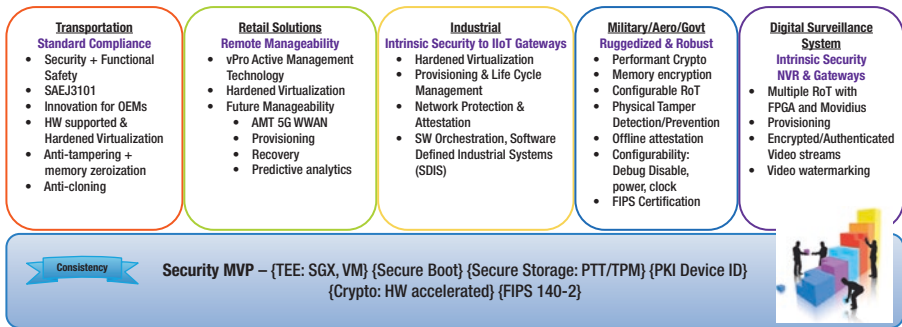 Transportation
Standard Compliance
• Security + Functional
Safety
• SAEJ3101
• Innovation for OEMs
• HW supported &
Hardened Virtualization
• Anti-tampering +
memory zeroization
• Anti-cloning
Retail Solutions
Remote Manageability
• vPro Active Management
Technology
• Hardened Virtualization
• Future Manageability
• AMT 5G WWAN
• Provisioning
• Recovery
• Predictive analytics
Industrial
Intrinsic Security to IIoT Gateways
• Hardened Virtualization
• Provisioning & Life Cycle
Management
• Network Protection &
Attestation
• SW Orchestration, Software
Defined Industrial Systems
(SDIS)
Military/Aero/Govt
Ruggedized & Robust
• Performant Crypto
• Memory encryption
• Configurable RoT
• Physical Tamper
Detection/Prevention
• Offline attestation
• Configurability:
Debug Disable,
power, clock
• FIPS Certification
Digital Surveillance
System
Intrinsic Security
NVR & Gateways
• Multiple RoT with
FPGA and Movidius
• Provisioning
• Encrypted/Authenticated
Video streams
• Video watermarking
Consistency
Security MVP – {TEE: SGX, VM} {Secure Boot} {Secure Storage: PTT/TPM} {PKI Device ID}
{Crypto: HW accelerated} {FIPS 140-2}